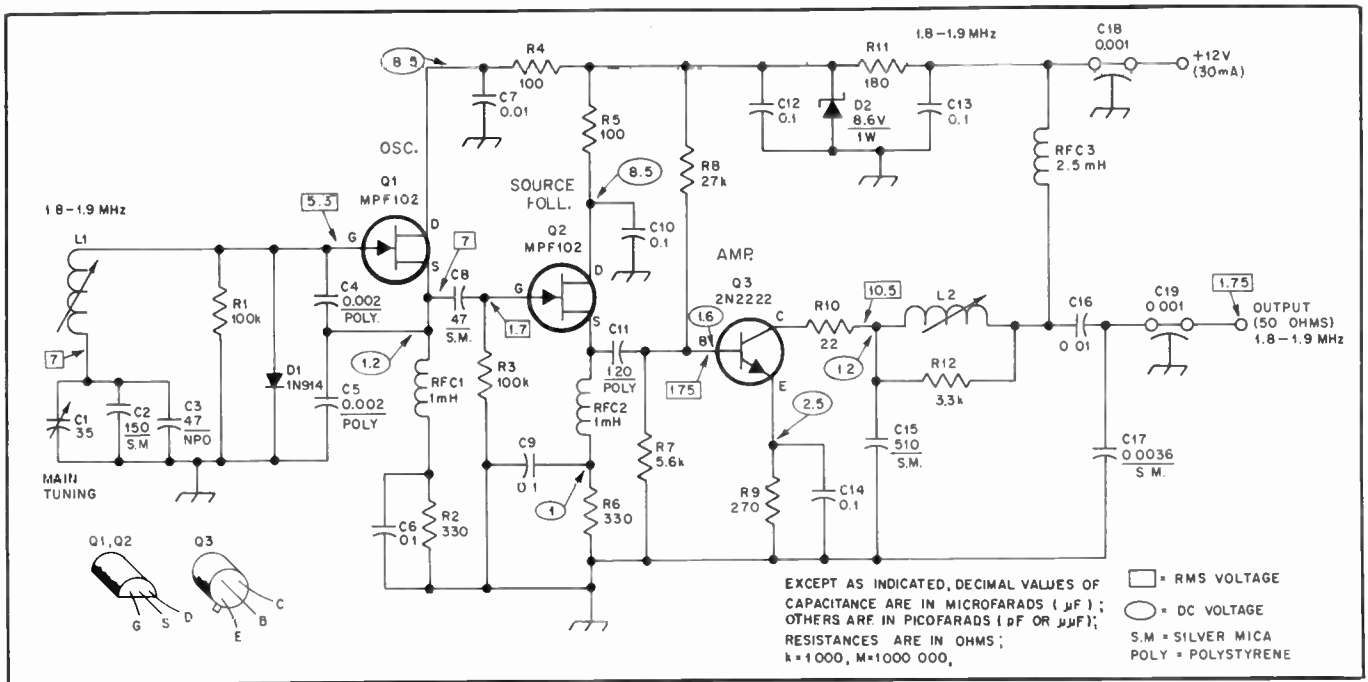 1.8-1.9 MHz
C18
0.001
+12V
(30mA)
R4
100
R11
180
8.5
C7
0.01
C12
0.1
D2
8.6V
1W
C13
0.1
R5
100
R8
27k
RFC3
2.5mH
OSC.
Q1
MPF102
SOURCE
FOLL.
8.5
1.8-1.9 MHz
5.3
L1
G
D
S
7
Q2
MPF102
C10
0.1
AMP.
Q3
2N2222
R1
100k
C4
0.002
POLY.
C8
47
S.M.
G
D
S
1.7
C11
120
POLY
1.6
B
C
E
1.75
R10
22
10.5
L2
12
R12
3.3k
C16
0.01
C19
0.001
1.75
OUTPUT
(50 OHMS)
1.8-1.9 MHz
7
D1
1N914
1.2
RFC1
1mH
R3
100k
RFC2
1mH
2.5
C1
35
C2
150
S.M
C3
47
NPO
C5
0.002
POLY
R7
5.6k
C15
510
S.M.
C17
0.0036
S.M.
MAIN
TUNING
C9
0.1
1
R6
330
R9
270
C14
0.1
C6
0.1
R2
330
Q1,Q2
G
S
D
Q3
E
B
C
EXCEPT AS INDICATED, DECIMAL VALUES OF
CAPACITANCE ARE IN MICROFARADS (µF);
OTHERS ARE IN PICOFARADS (pF OR µµF);
RESISTANCES ARE IN OHMS;
k=1000, M=1000 000,
= RMS VOLTAGE
= DC VOLTAGE
S.M = SILVER MICA
POLY = POLYSTYRENE